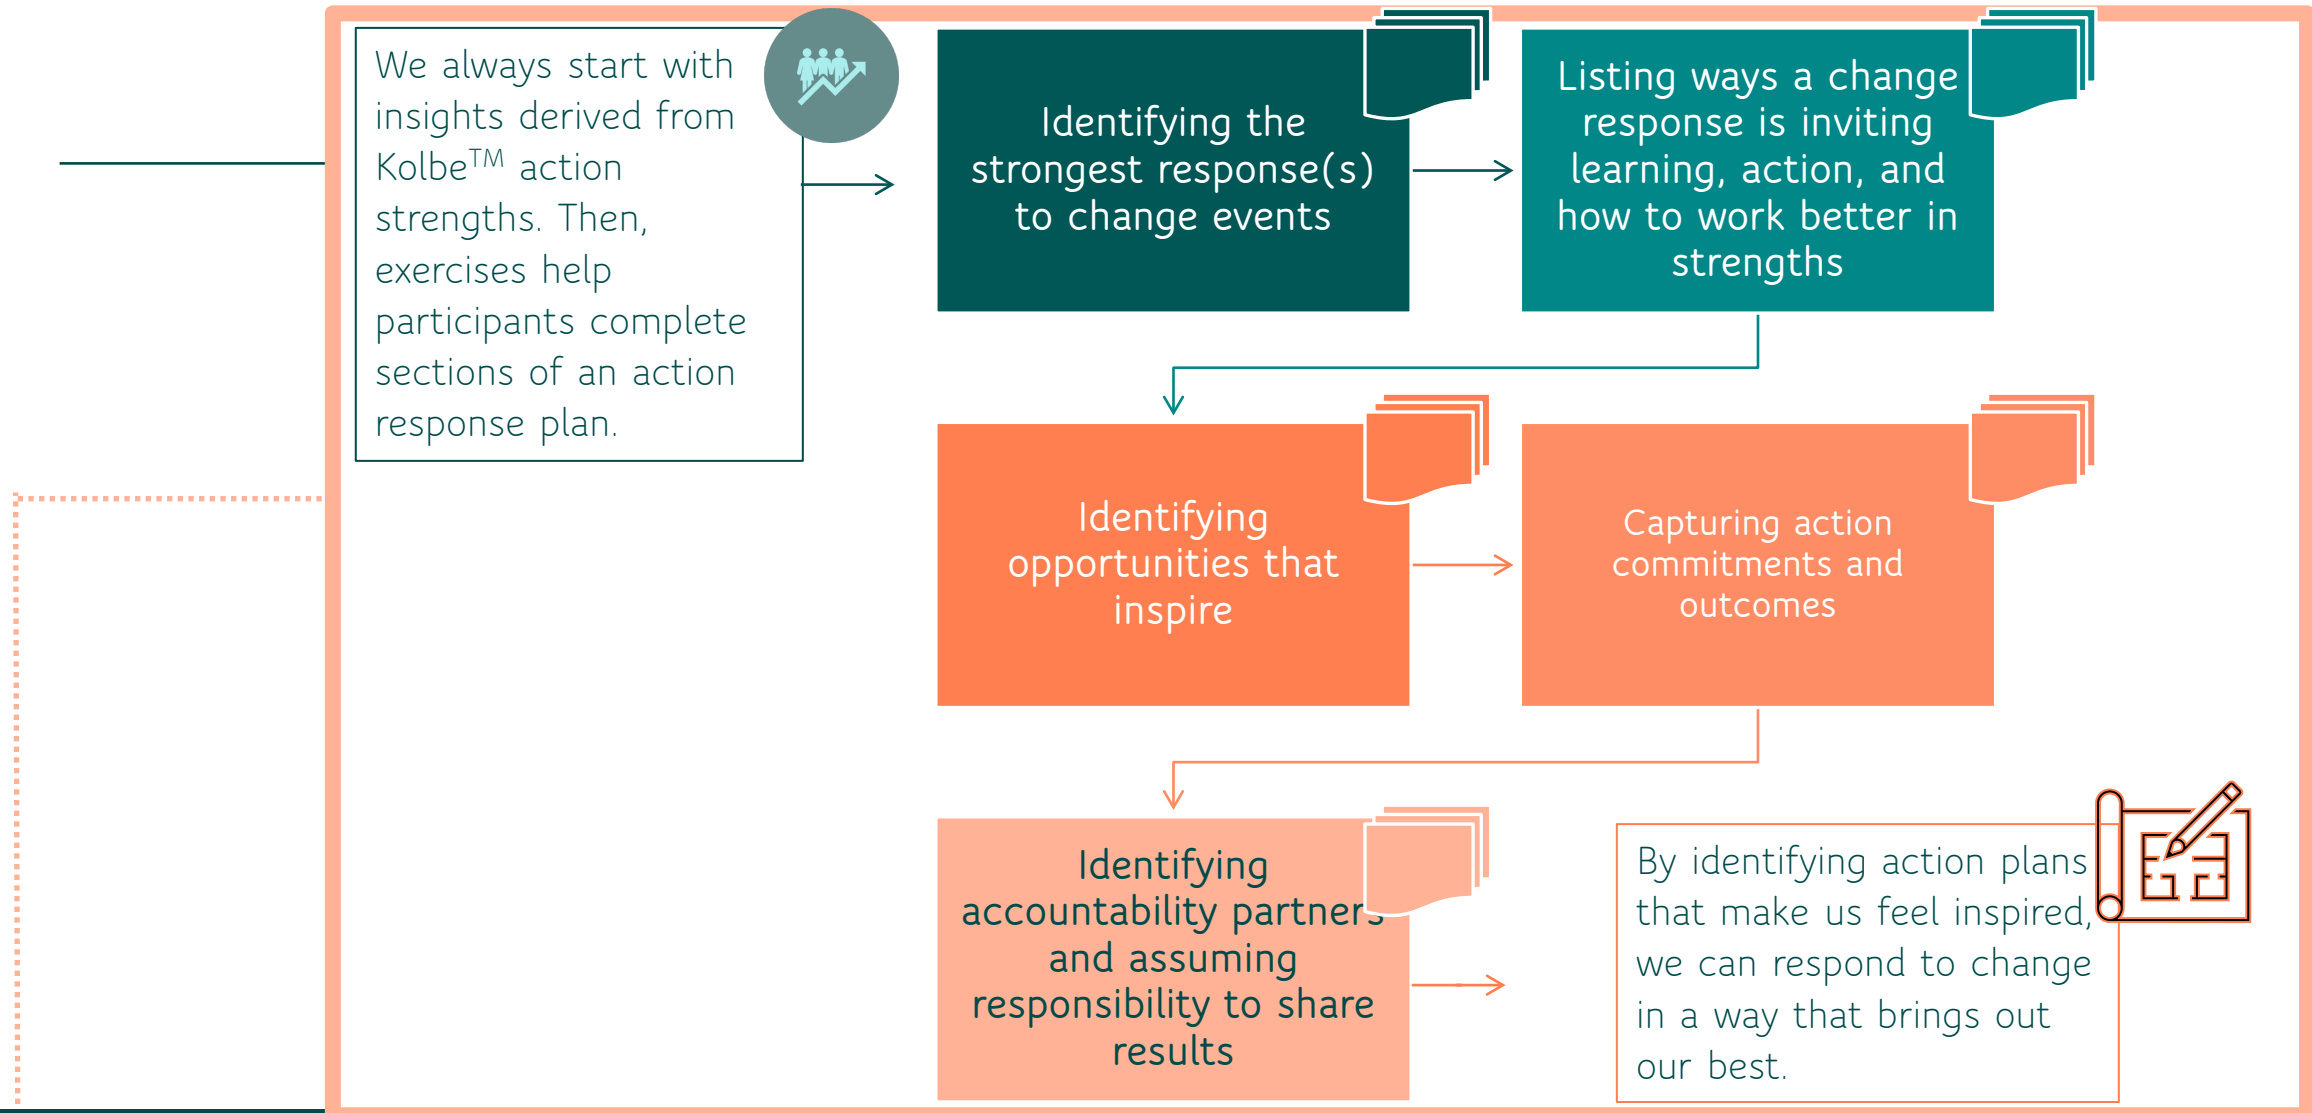 We always start with
insights derived from
Kolbe™ action
strengths. Then,
exercises help
participants complete
sections of an action
response plan.
Identifying the
strongest response(s)
to change events
Listing ways a change
response is inviting
learning, action, and
how to work better in
strengths
Identifying
opportunities that
inspire
Capturing action
commitments and
outcomes
Identifying
accountability partners
and assuming
responsibility to share
results
By identifying action plans
that make us feel inspired,
we can respond to change
in a way that brings out
our best.